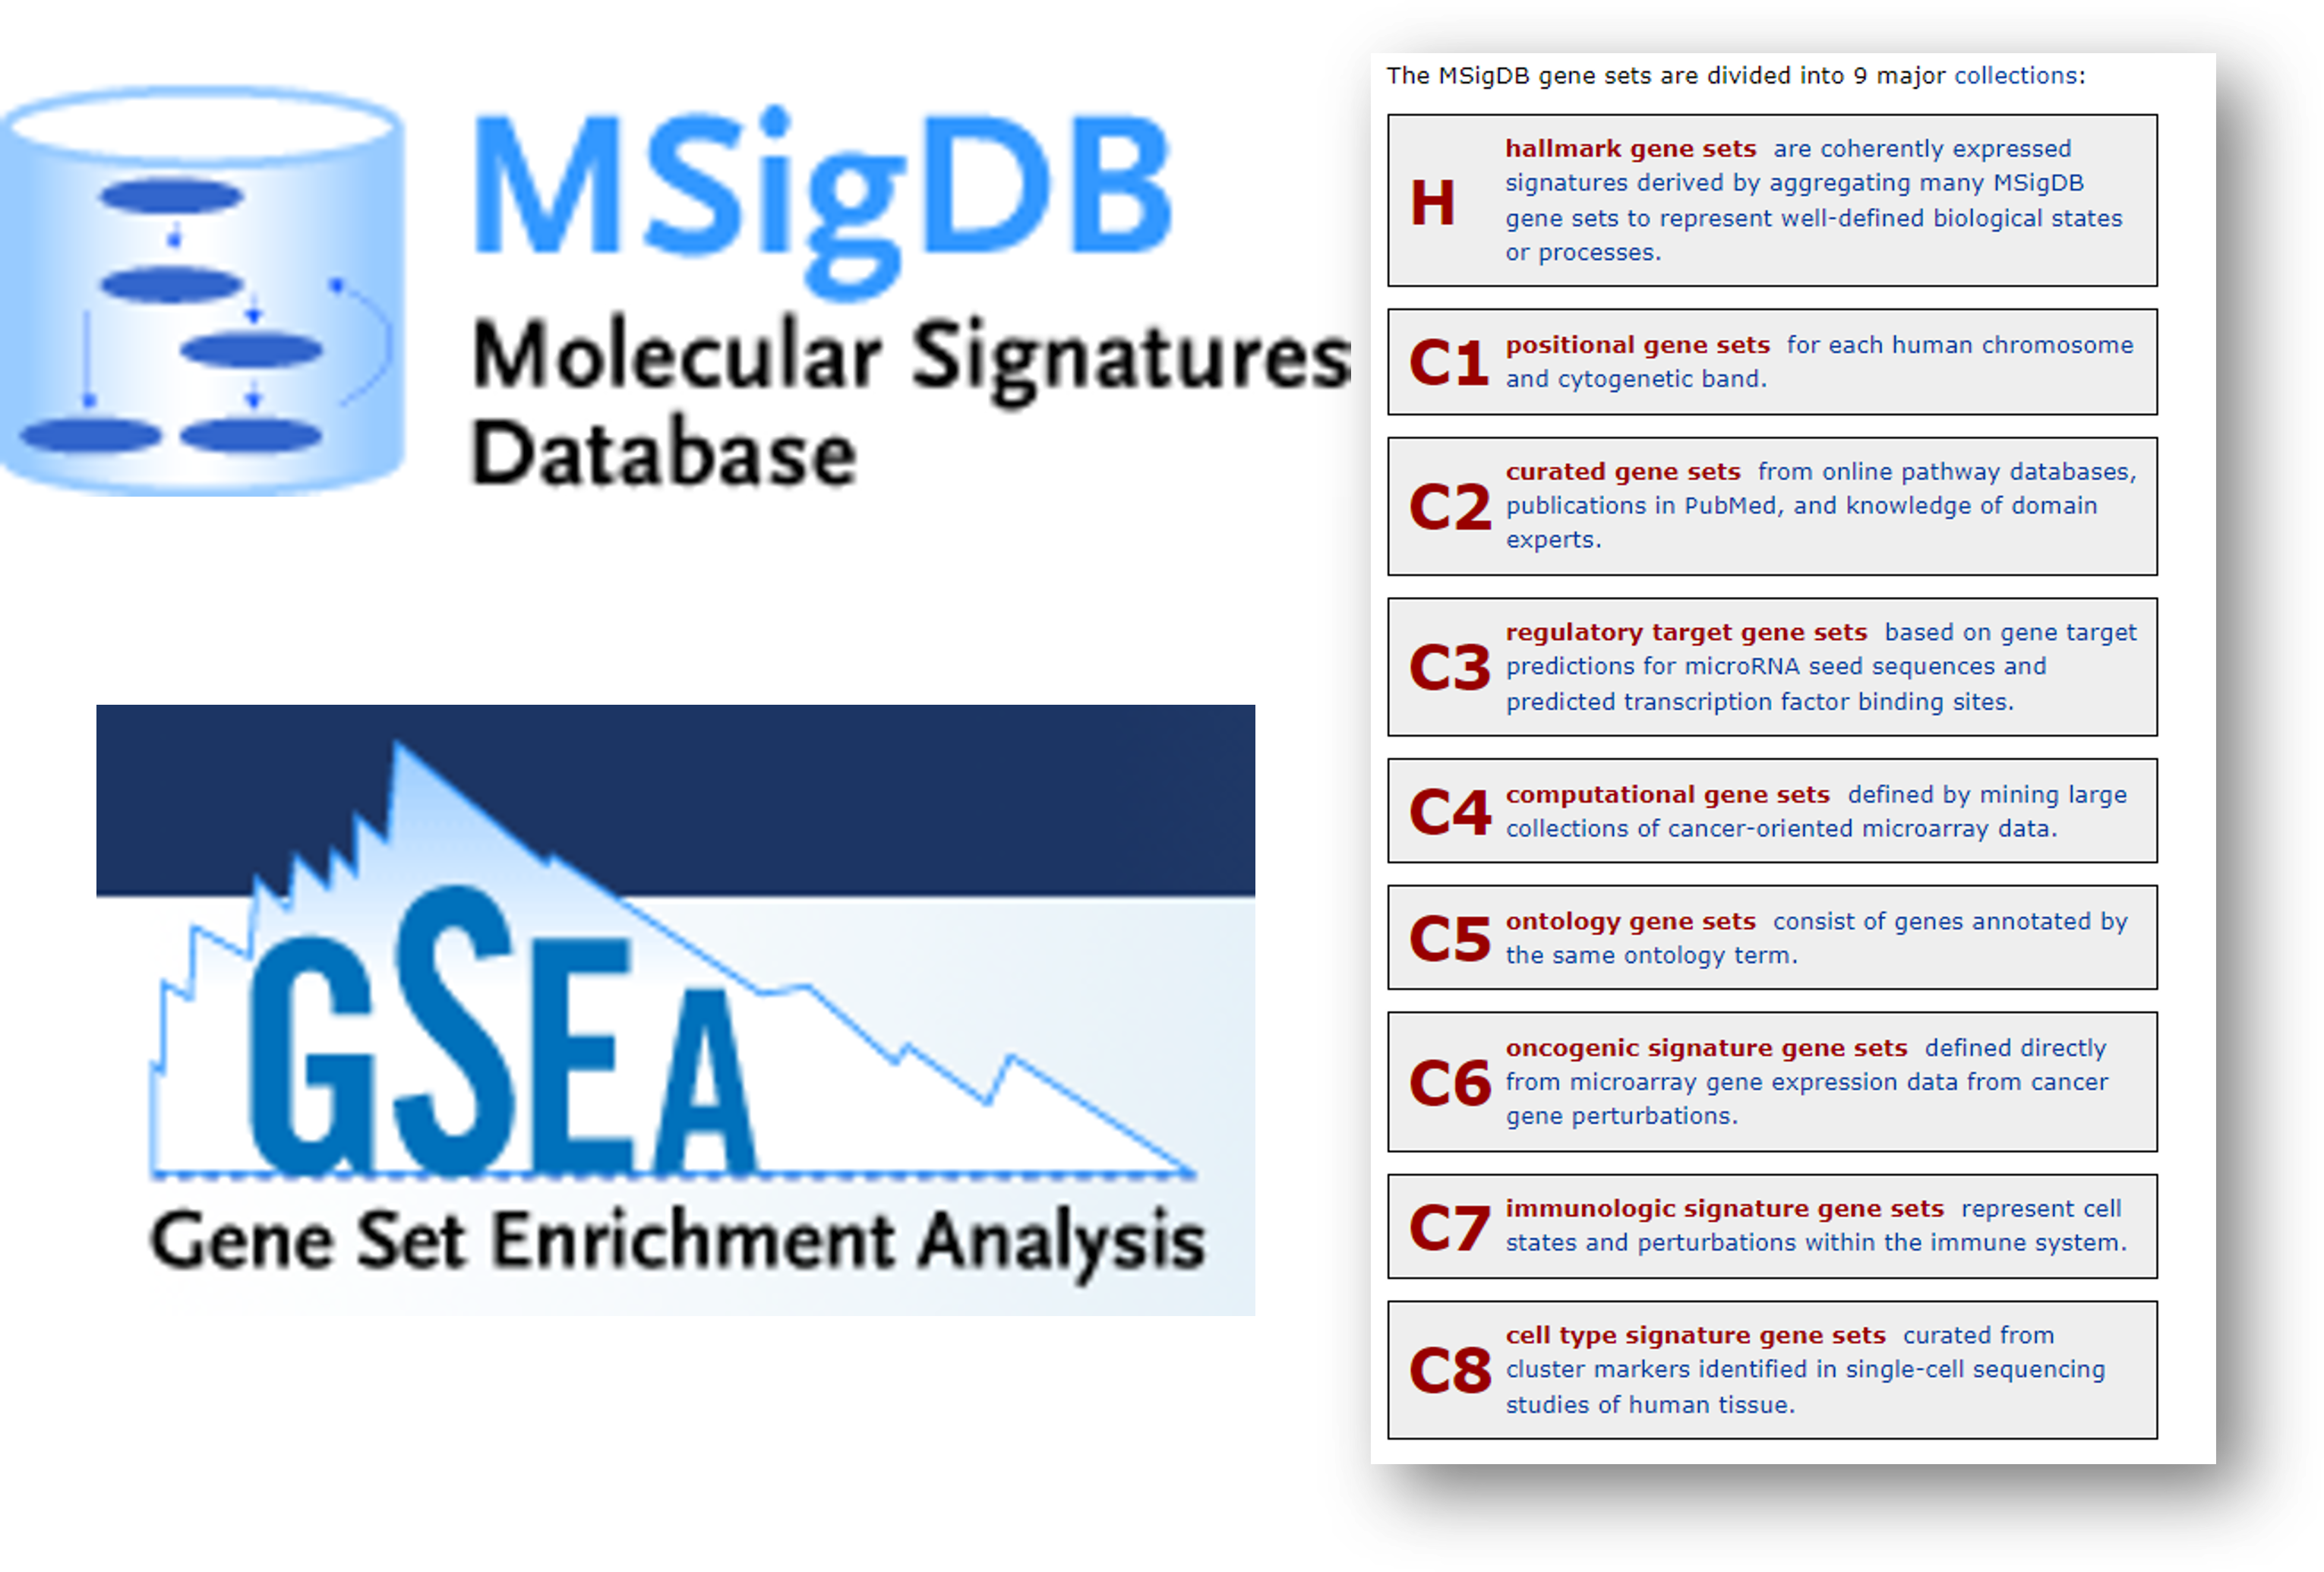 MSigDB
Molecular Signatures
Database
GSEA
Gene Set Enrichment Analysis
The MSigDB gene sets are divided into 9 major collections:
H
hallmark gene sets are coherently expressed
signatures derived by aggregating many MSigDB
gene sets to represent well-defined biological states
or processes.
C1
positional gene sets for each human chromosome
and cytogenetic band.
C2
curated gene sets from online pathway databases,
publications in PubMed, and knowledge of domain
experts.
C3
regulatory target gene sets based on gene target
predictions for microRNA seed sequences and
predicted transcription factor binding sites.
C4
computational gene sets defined by mining large
collections of cancer-oriented microarray data.
C5
ontology gene sets consist of genes annotated by
the same ontology term.
C6
oncogenic signature gene sets defined directly
from microarray gene expression data from cancer
gene perturbations.
C7
immunologic signature gene sets represent cell
states and perturbations within the immune system.
C8
cell type signature gene sets curated from
cluster markers identified in single-cell sequencing
studies of human tissue.